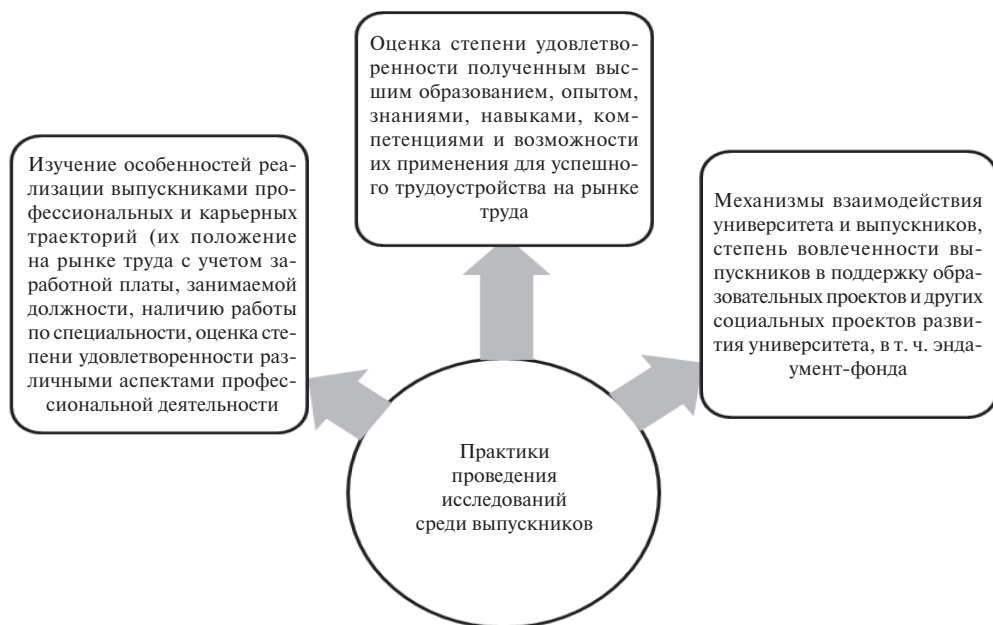 Оценка степени удовлетво-
ренности полученным выс-
шим образованием, опытом,
знаниями, навыками, ком-
петенциями и возможности
их применения для успешно-
го трудоустройства на рынке
труда
Изучение особенностей реа-
лизации выпускниками про-
фессиональных и карьерных
траекторий (их положение
на рынке труда с учетом за-
работной платы, занимаемой
должности, наличию работы
по специальности, оценка сте-
пени удовлетворенности раз-
личными аспектами профес-
сиональной деятельности
Механизмы взаимодействия
университета и выпускников,
степень вовлеченности вы-
пускников в поддержку обра-
зовательных проектов и других
социальных проектов разви-
тия университета, в т. ч. энда-
умент-фонда
Практики
проведения
исследований
среди выпускников